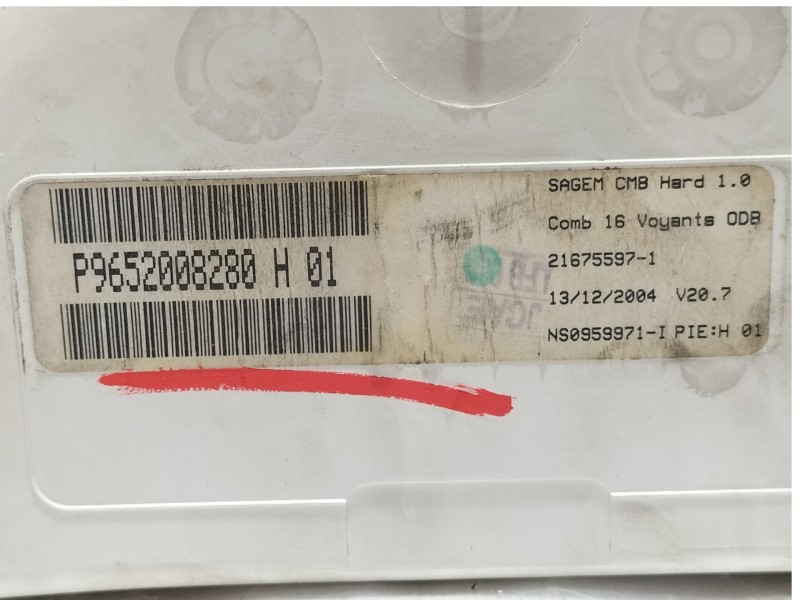 P9652008280 H 01
SAGEM CMB Hard 1.0
Comb 16 Voyants ODB
21675597-1
13/12/2004 V20.7
NS0959971-I PIE:H 01